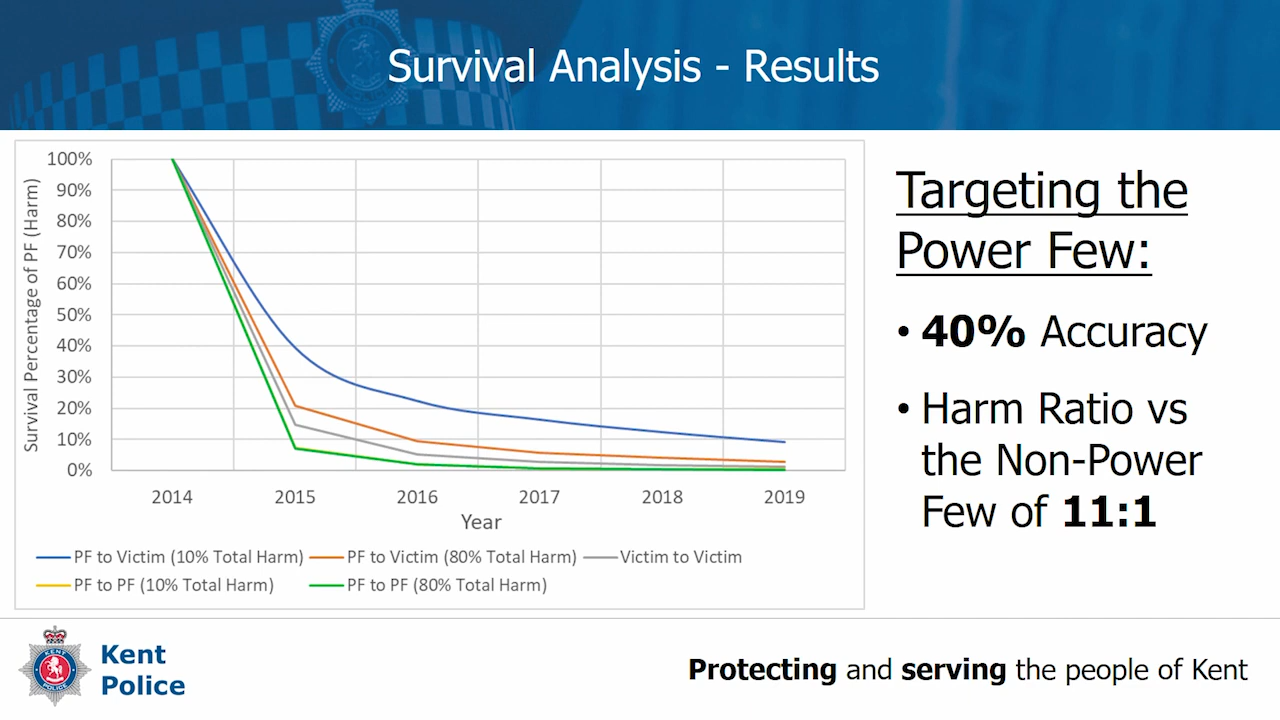 Survival Analysis - Results
100%
90%
80%
70%
60%
50%
40%
30%
20%
10%
0%
Survival Percentage of PF (Harm)
2014 2015 2016 2017 2018 2019
Year
PF to Victim (10% Total Harm) PF to Victim (80% Total Harm) Victim to Victim
PF to PF (10% Total Harm) PF to PF (80% Total Harm)
Targeting the
Power Few:
• 40% Accuracy
• Harm Ratio vs
the Non-Power
Few of 11:1
KENT
POLICE
Kent
Police
Protecting and serving the people of Kent